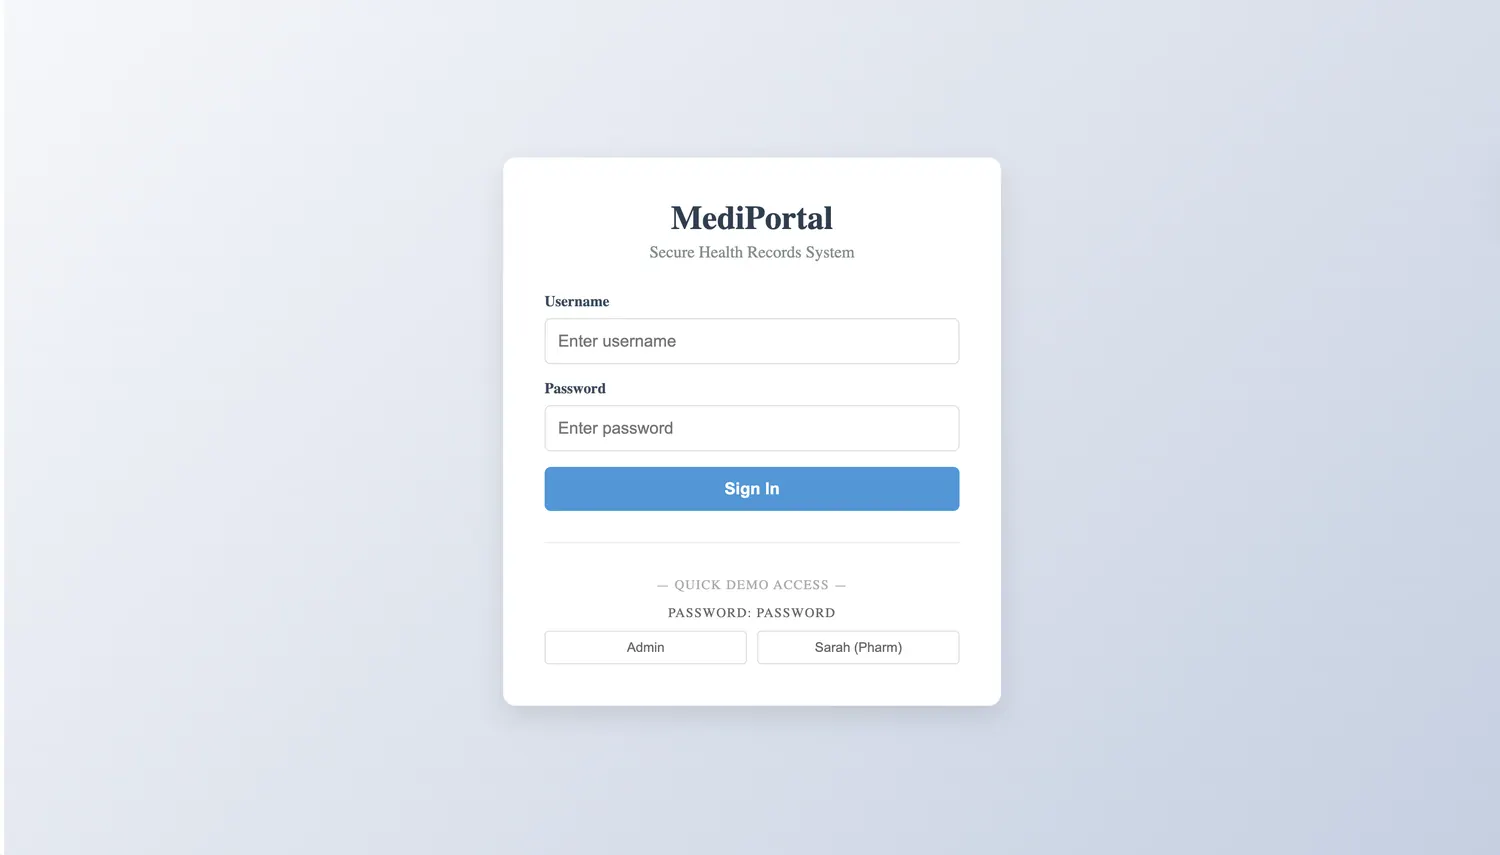 MediPortal
Secure Health Records System
Username
Enter username
Password
Enter password
Sign In
— QUICK DEMO ACCESS —
PASSWORD: PASSWORD
Admin
Sarah (Pharm)